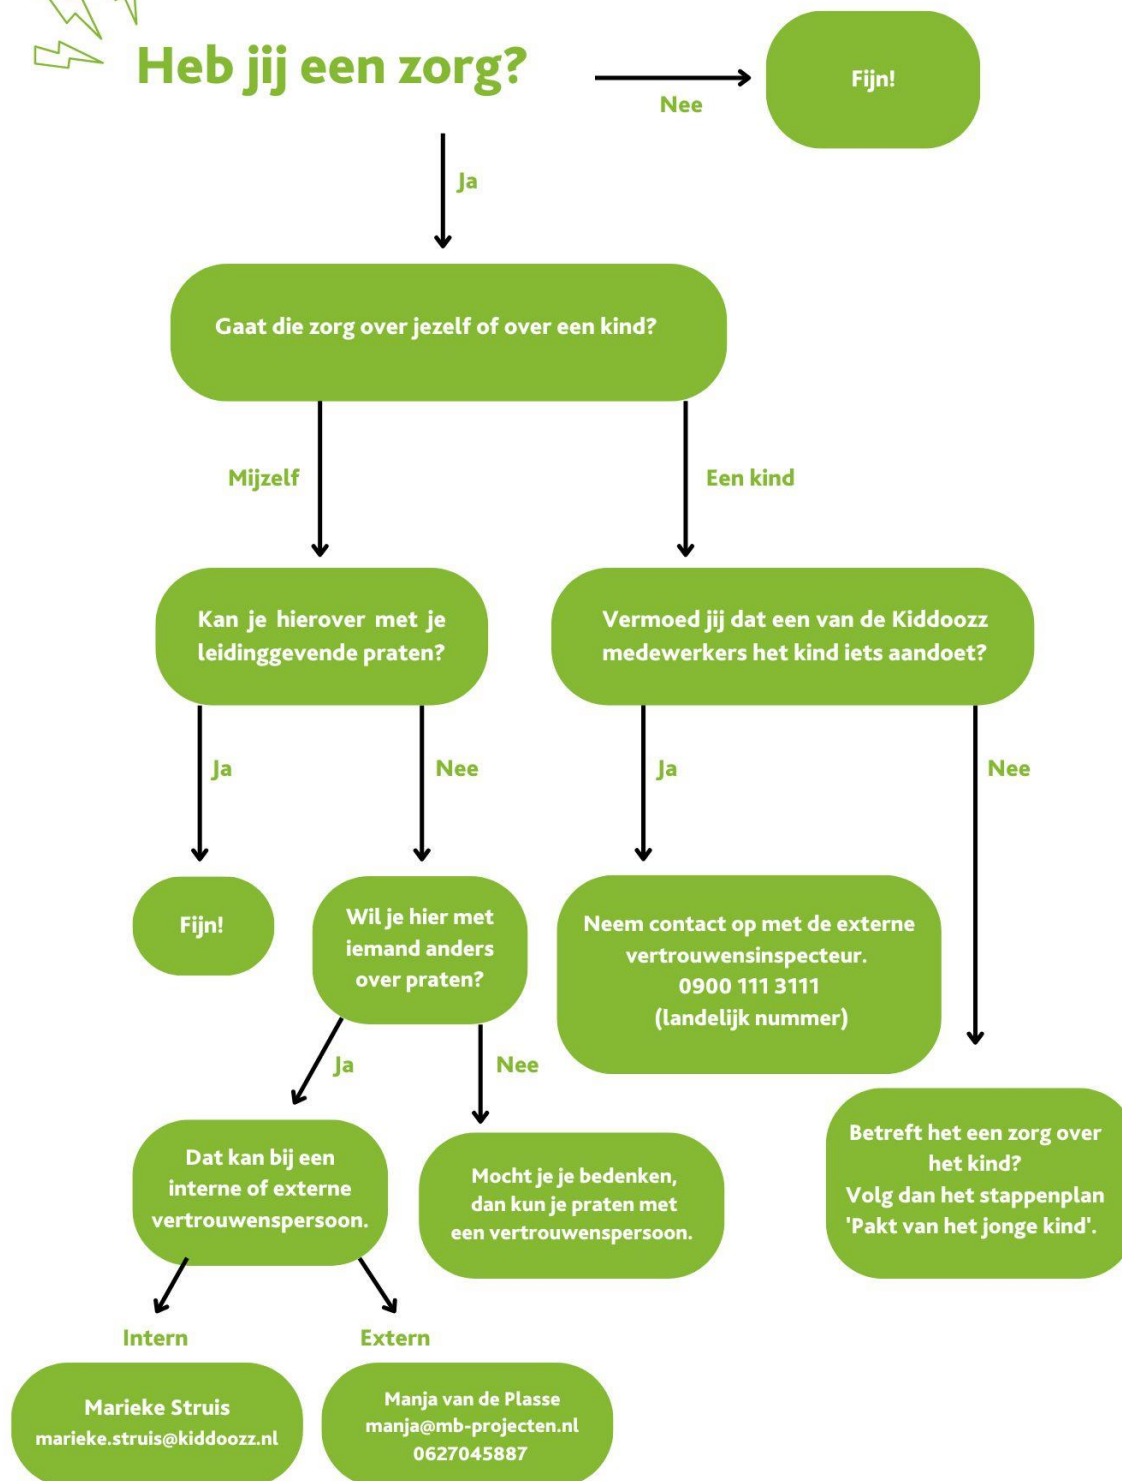 Heb jij een zorg?
Nee
Fijn!
Ja
Gaat die zorg over jezelf of over een kind?
Mijzelf
Een kind
Kan je hierover met je
leidinggevende praten?
Vermoed jij dat een van de Kiddoozz
medewerkers het kind iets aandoet?
Ja
Nee
Ja
Nee
Fijn!
Wil je hier met
iemand anders
over praten?
Neem contact op met de externe
vertrouwensinspecteur.
0900 111 3111
(landelijk nummer)
Ja
Nee
Dat kan bij een
interne of externe
vertrouwenspersoon.
Mocht je je bedenken,
dan kun je praten met
een vertrouwenspersoon.
Betreft het een zorg over
het kind?
Volg dan het stappenplan
'Pakt van het jonge kind'.
Intern
Extern
Marieke Struis
marieke.struis@kiddoozz.nl
Manja van de Plasse
manja@mb-projecten.nl
0627045887